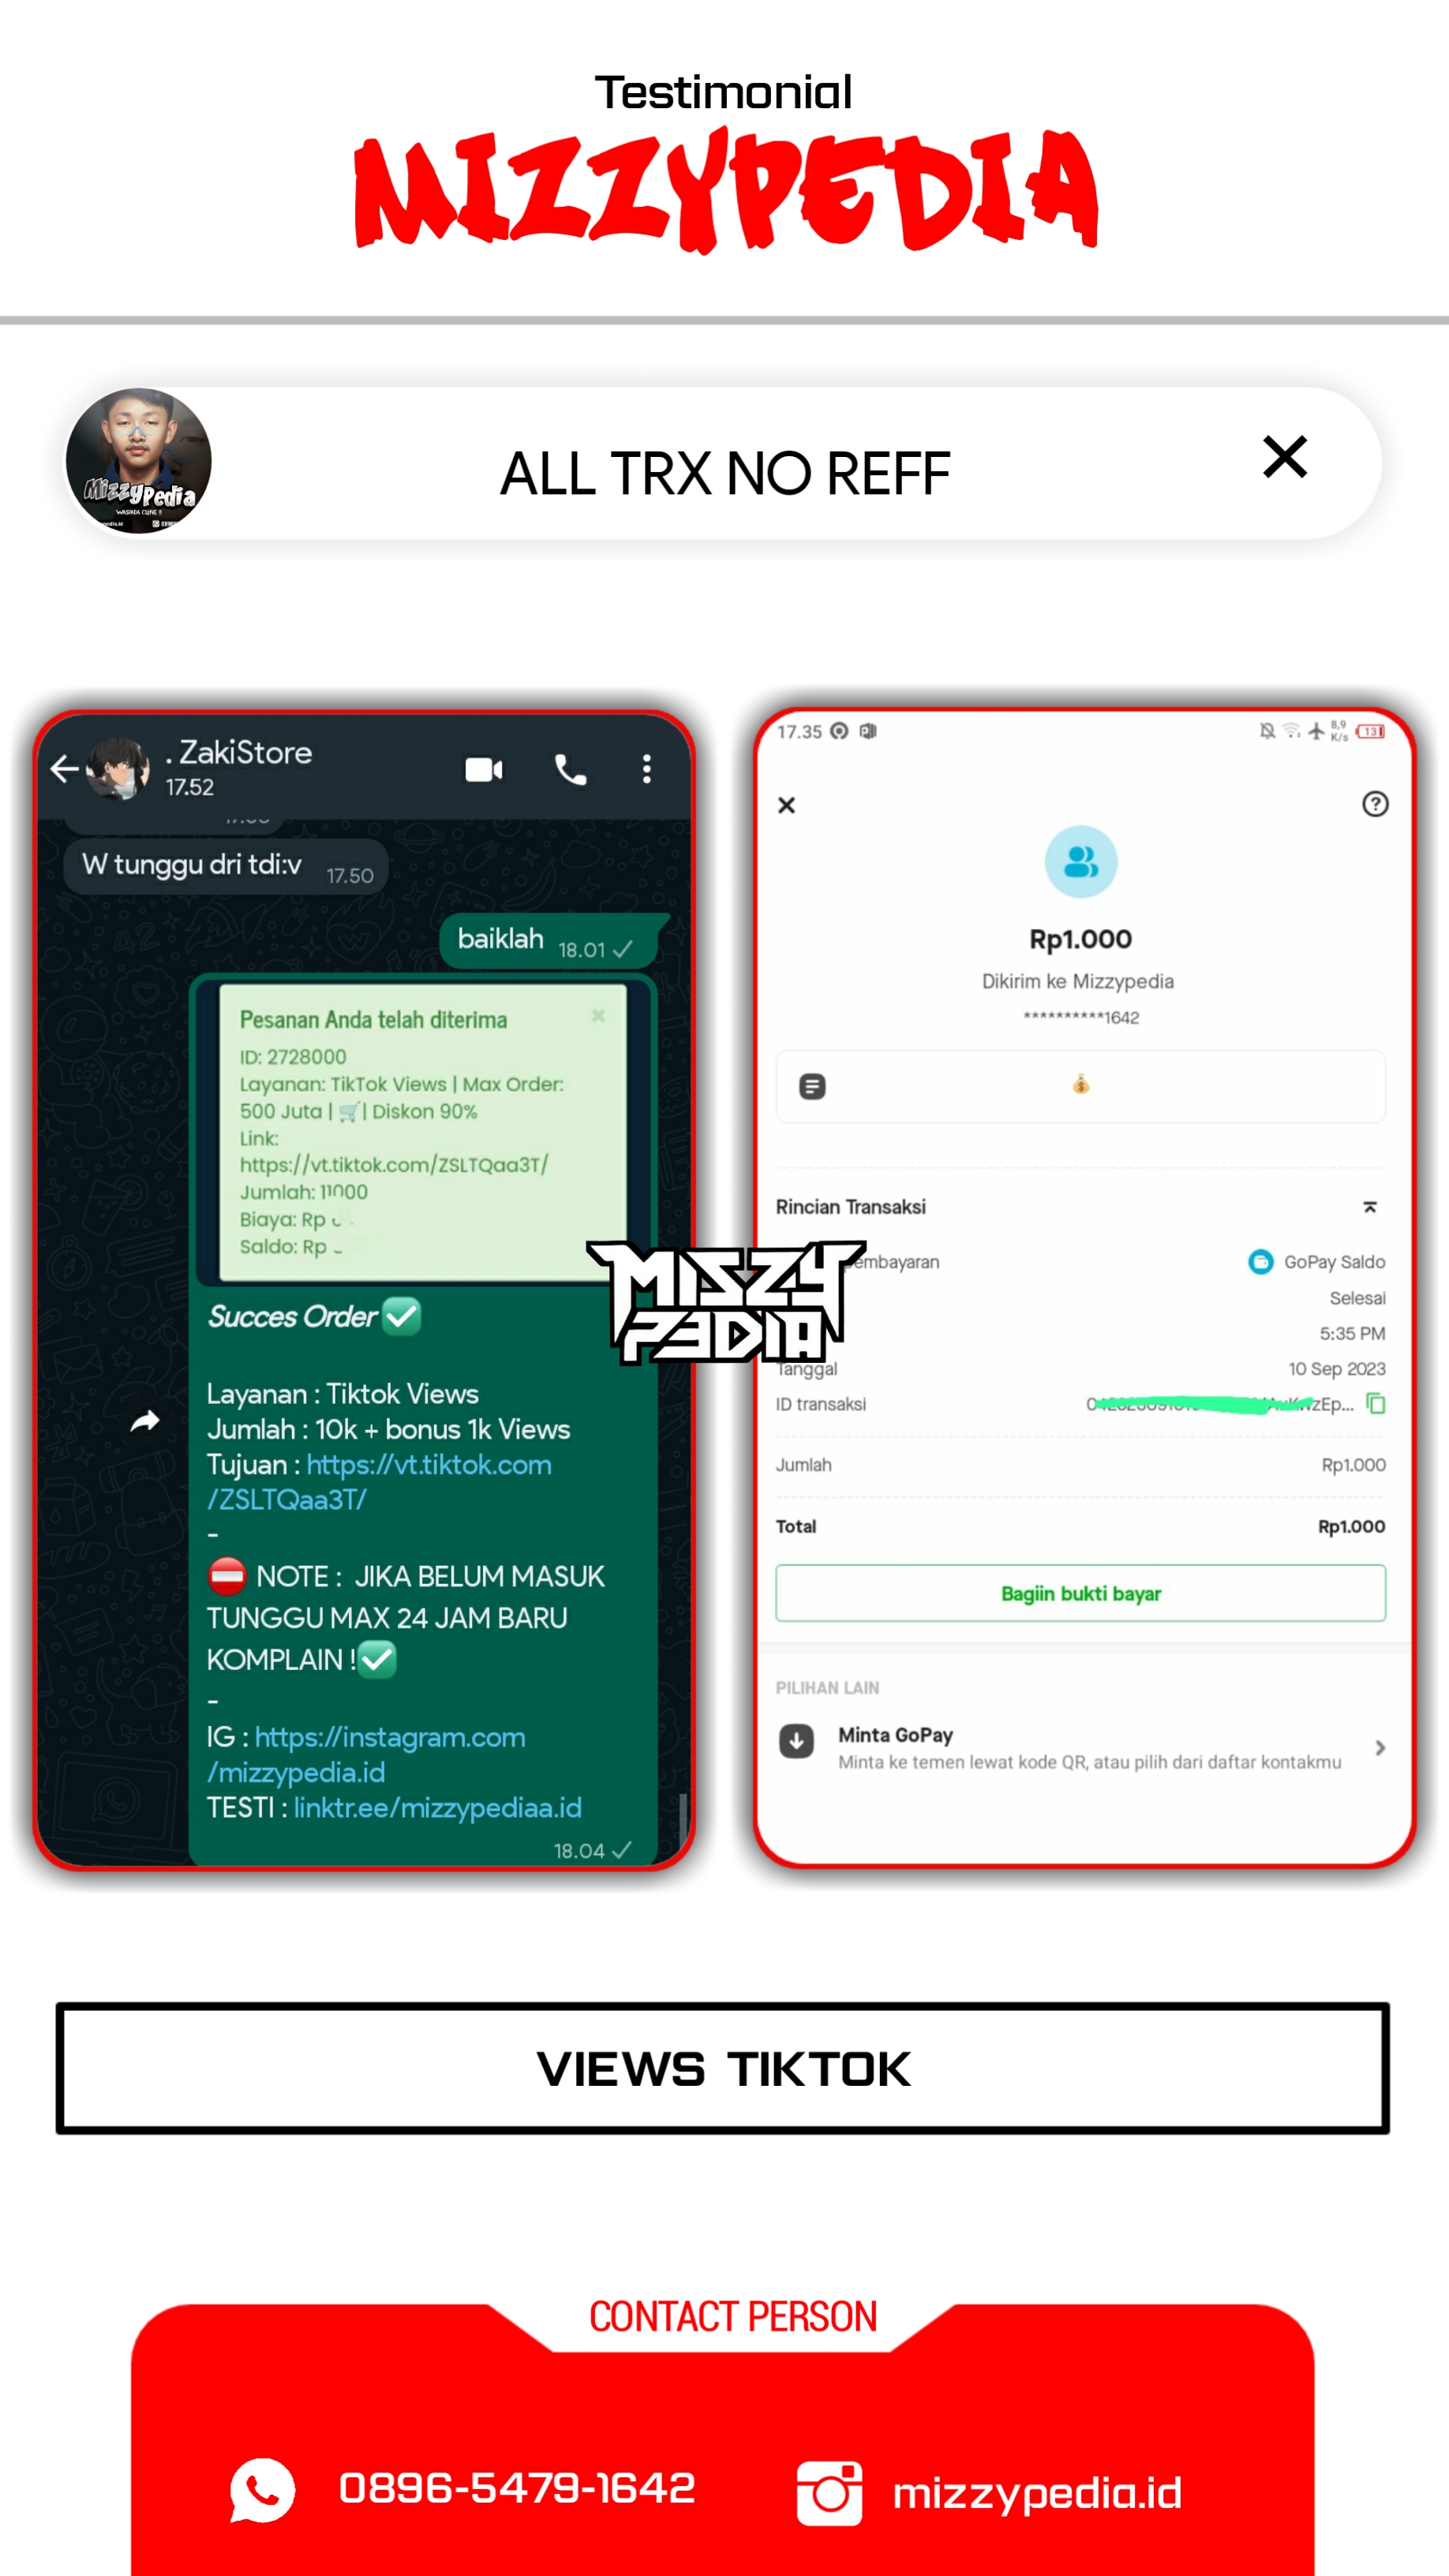 Testimonial
MIZZYPEDIA
MizzyPedia
ALL TRX NO REFF
. ZakiStore
17.52
W tunggu dri tdi:v 17.50
baiklah 18.01
Pesanan Anda telah diterima
ID: 2728000
Layanan: TikTok Views | Max Order:
500 Juta | 🛒| Diskon 90%
Link:
https://vt.tiktok.com/ZSLTQaa3T/
Jumlah: 11000
Biaya: Rp
Saldo: Rp
Succes Order ✅
Layanan : Tiktok Views
Jumlah : 10k + bonus 1k Views
Tujuan : https://vt.tiktok.com
/ZSLTQaa3T/
-
⛔ NOTE : JIKA BELUM MASUK
TUNGGU MAX 24 JAM BARU
KOMPLAIN !✅
-
IG : https://instagram.com
/mizzypedia.id
TESTI : linktr.ee/mizzypediaa.id
18.04
MIZZY
P3DIA
17.35
8,9
K/s
13
Rp1.000
Dikirim ke Mizzypedia
**********1642
Rincian Transaksi
embayaran GoPay Saldo
Selesai
5:35 PM
Tanggal 10 Sep 2023
ID transaksi zEp...
Jumlah Rp1.000
Total Rp1.000
Bagiin bukti bayar
PILIHAN LAIN
Minta GoPay
Minta ke temen lewat kode QR, atau pilih dari daftar kontakmu
VIEWS TIKTOK
CONTACT PERSON
0896-5479-1642
mizzypedia.id